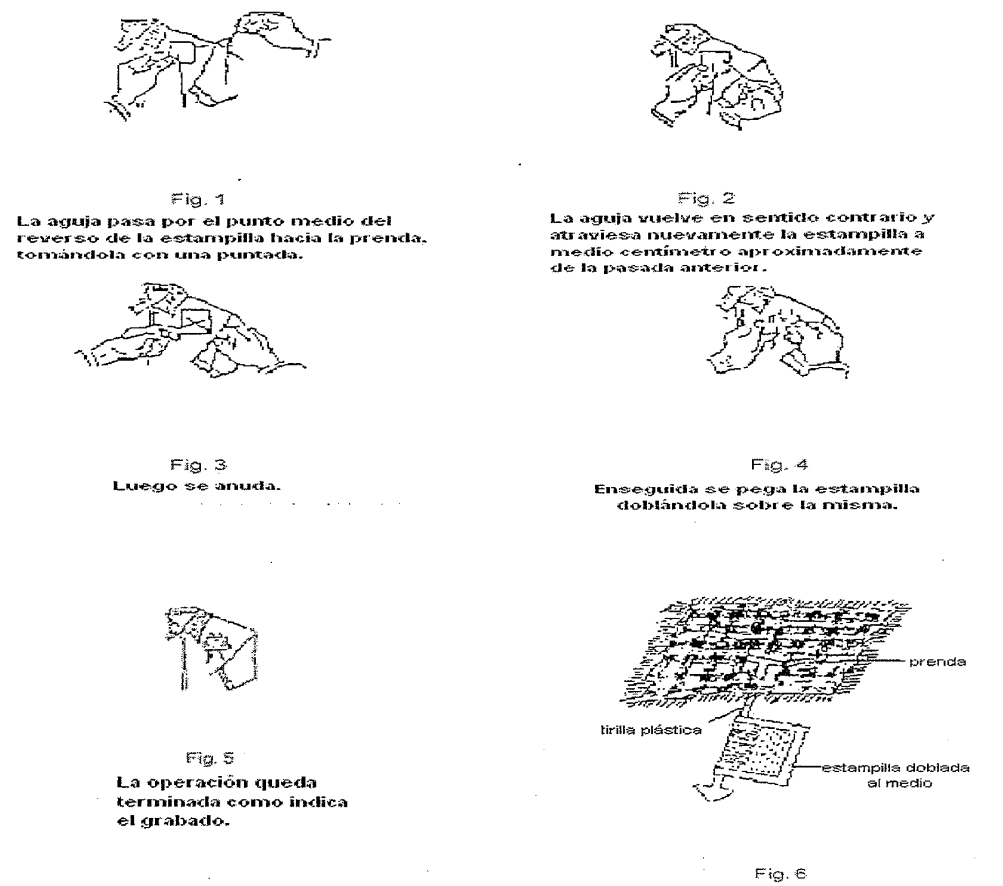 Fig. 1
La aguja pasa por el punto medio del
reverso de la estampilla hacia la prenda,
tomándola con una puntada.
Fig. 2
La aguja vuelve en sentido contrario y
atraviesa nuevamente la estampilla a
medio centímetro aproximadamente
de la pasada anterior.
Fig. 3
Luego se anuda.
Fig. 4
Enseguida se pega la estampilla
doblándola sobre la misma.
Fig. 5
La operación queda
terminada como indica
el grabado.
prenda
tirilla plástica
estampilla doblada
al medio
Fig. 6